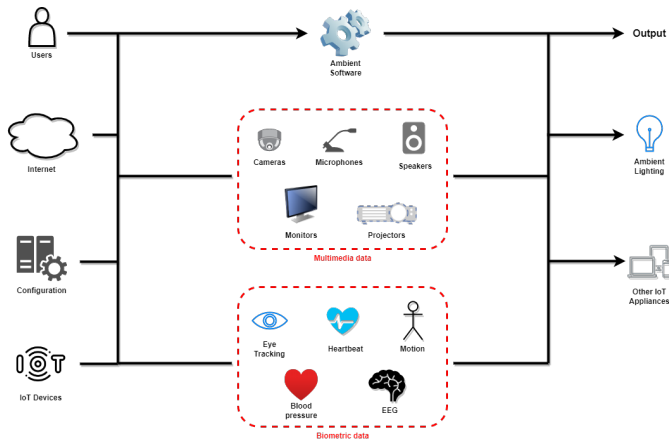 Users
Ambient
Software
Output
Internet
Cameras
Microphones
Speakers
Ambient
Lighting
Monitors
Projectors
Multimedia data
Configuration
Other IoT
Appliances
Eye
Tracking
Heartbeat
Motion
IOT
IoT Devices
Blood
pressure
EEG
Biometric data